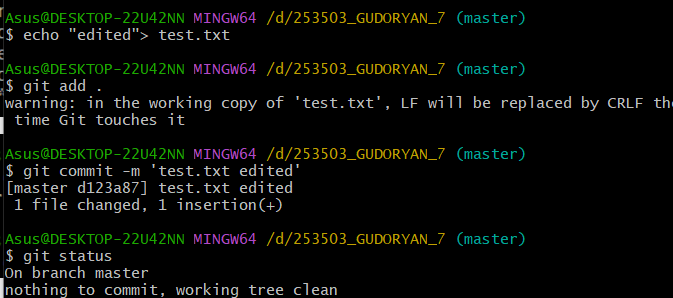 Asus@DESKTOP-22U42NN MINGW64 /d/253503_GUDORYAN_7 (master)
$ echo "edited"> test.txt
Asus@DESKTOP-22U42NN MINGW64 /d/253503_GUDORYAN_7 (master)
$ git add .
warning: in the working copy of 'test.txt', LF will be replaced by CRLF the
time Git touches it
Asus@DESKTOP-22U42NN MINGW64 /d/253503_GUDORYAN_7 (master)
$ git commit -m 'test.txt edited'
[master d123a87] test.txt edited
1 file changed, 1 insertion(+)
Asus@DESKTOP-22U42NN MINGW64 /d/253503_GUDORYAN_7 (master)
$ git status
On branch master
nothing to commit, working tree clean